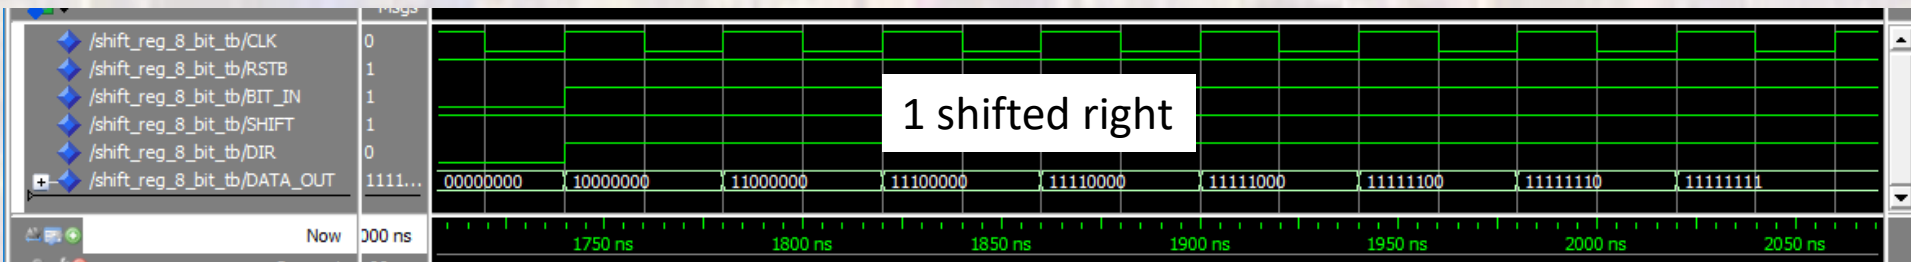 Msgs
/shift_reg_8_bit_tb/CLK 0
/shift_reg_8_bit_tb/RSTB 1
/shift_reg_8_bit_tb/BIT_IN 1
1 shifted right
/shift_reg_8_bit_tb/SHIFT 1
/shift_reg_8_bit_tb/DIR 0
/shift_reg_8_bit_tb/DATA_OUT 1111... 00000000 10000000 11000000 11100000 11110000 11111000 11111100 11111110 11111111
Now 000 ns 1750 ns 1800 ns 1850 ns 1900 ns 1950 ns 2000 ns 2050 ns